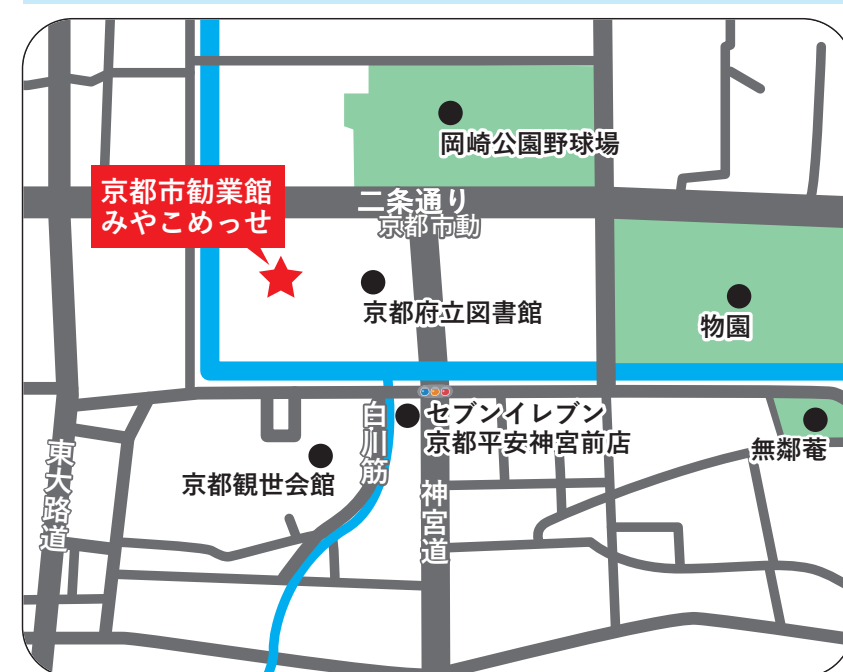 岡崎公園野球場
京都市勧業館
みやこめっせ
二条通り
京都市動
京都府立図書館
物園
セブンイレブン
京都平安神宮前店
白川筋
無鄰菴
東大路道
京都観世会館
神宮道